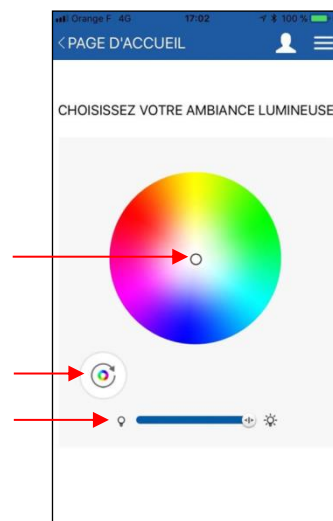 Orange F 4G 17:02 100 %
<PAGE D'ACCUEIL
CHOISISSEZ VOTRE AMBIANCE LUMINEUSE